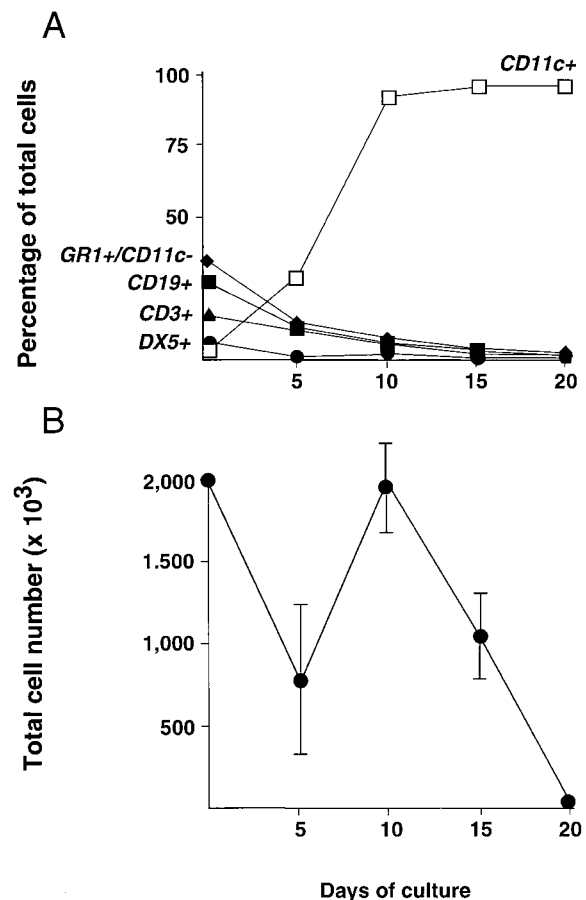 A
Percentage of total cells
100
75
50
CD11c+
GR1+/CD11c-
CD19+
CD3+
DX5+
5 10 15 20
B
Total cell number (x 10³)
2,000
1.500
1,000
500
5 10 15 20
Days of culture